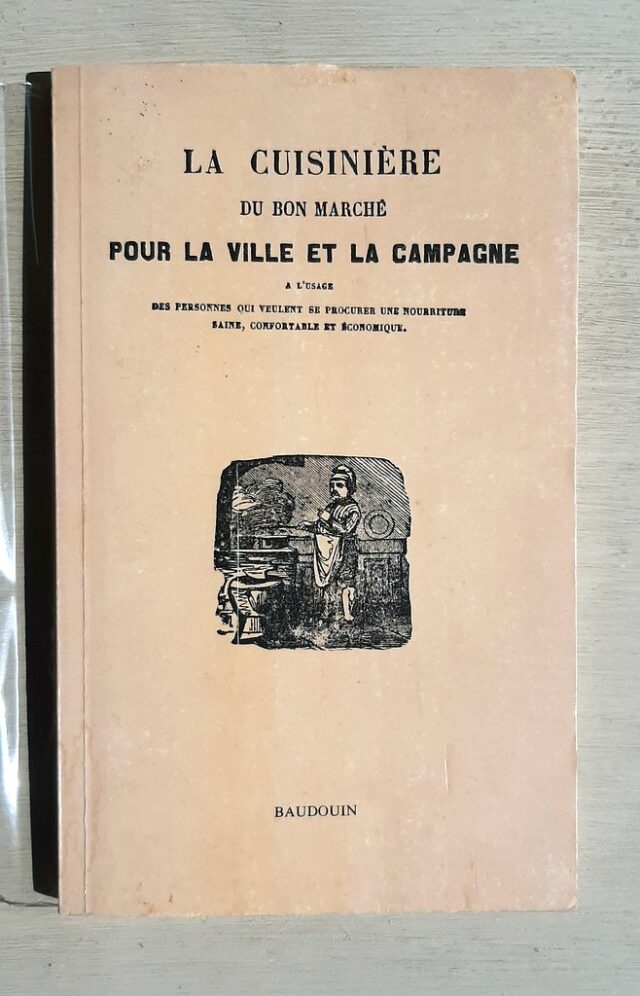 LA CUISINIÈRE
DU BON MARCHÉ
POUR LA VILLE ET LA CAMPAGNE
A L'USAGE
DES PERSONNES QUI VEULENT SE PROCURER UNE NOURRITURE
SAINE, CONFORTABLE ET ÉCONOMIQUE.
BAUDOUIN